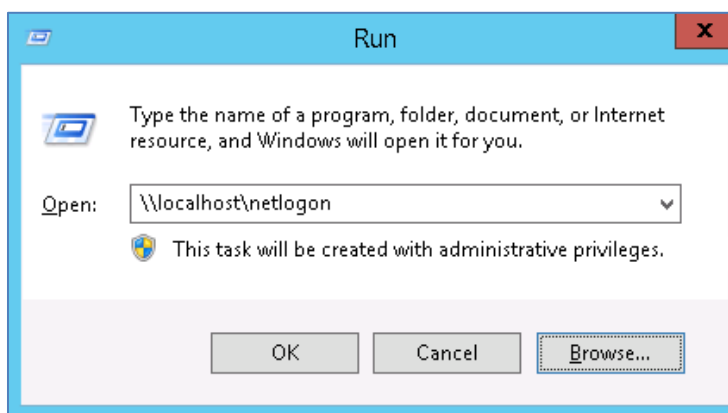 Run
x
Type the name of a program, folder, document, or Internet
resource, and Windows will open it for you.
Open: \\localhost\netlogon
This task will be created with administrative privileges.
OK Cancel Browse...